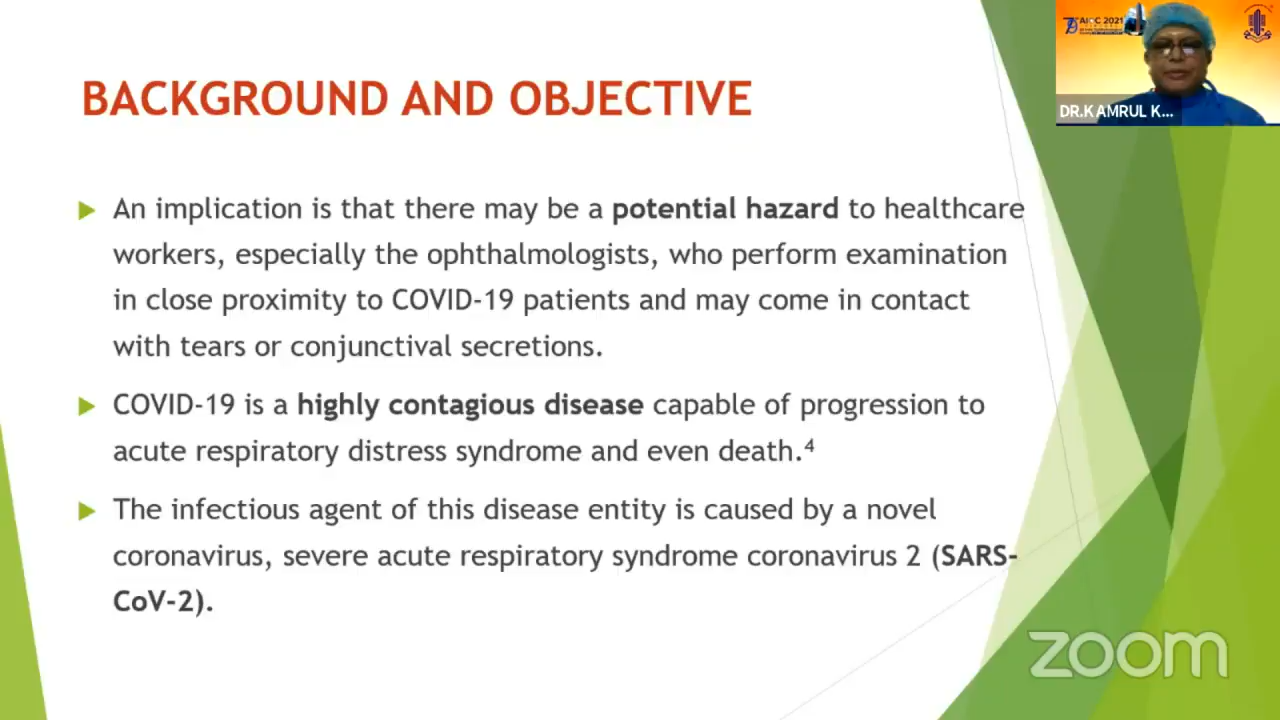 BACKGROUND AND OBJECTIVE
An implication is that there may be a potential hazard to healthcare
workers, especially the ophthalmologists, who perform examination
in close proximity to COVID-19 patients and may come in contact
with tears or conjunctival secretions.
COVID-19 is a highly contagious disease capable of progression to
acute respiratory distress syndrome and even death.⁴
The infectious agent of this disease entity is caused by a novel
coronavirus, severe acute respiratory syndrome coronavirus 2 (SARS-
CoV-2).
AIOC 2021
DR.KAMRUL K...
zoom